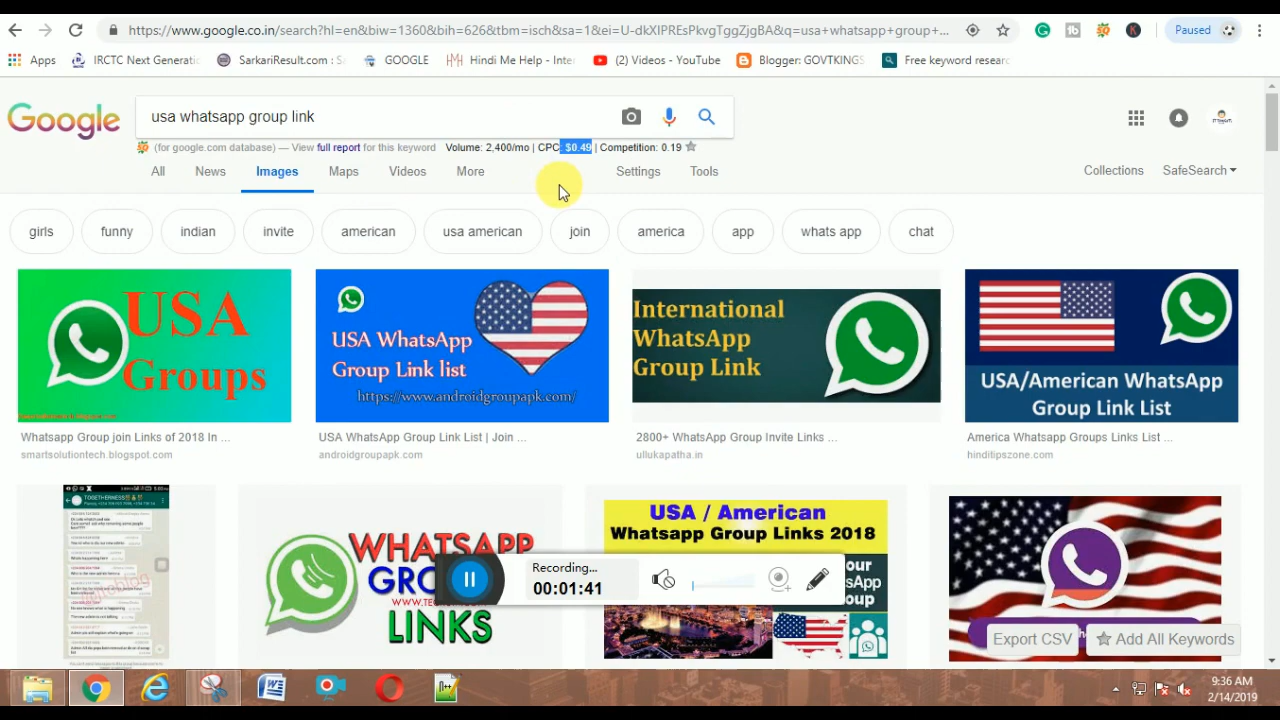 https://www.google.co.in/search?hl=en&biw=1360&bih=626&tbm=isch&sa=1&ei=U-dkXIPREsPkvgTggZjgBA&q=usa+whatsapp+group+...
Paused
Apps
IRCTC Next Generati
SarkariResult.com : S
GOOGLE
Hindi Me Help - Inte
(2) Videos - YouTube
Blogger: GOVTKINGS
Free keyword resear
Google
usa whatsapp group link
(for google.com database) — View full report for this keyword Volume: 2,400/mo | CPC: $0.49 | Competition: 0.19
All
News
Images
Maps
Videos
More
Settings
Tools
Collections
SafeSearch
girls
funny
indian
invite
american
usa american
join
america
app
whats app
chat
USA
Groups
USA WhatsApp
Group Link list
https://www.androidgroupapk.com/
International
WhatsApp
Group Link
USA/American WhatsApp
Group Link List
Whatsapp Group join Links of 2018 In ...
smartsolutiontech.blogspot.com
USA WhatsApp Group Link List | Join ...
androidgroupapk.com
2800+ WhatsApp Group Invite Links ...
ullukapatha.in
America Whatsapp Groups Links List ...
hinditipszone.com
TOGETHERNESS
WHATSAPP
LINKS
USA / American
Whatsapp Group Links 2018
Recording...
00:01:41
Export CSV
Add All Keywords
9:36 AM
2/14/2019